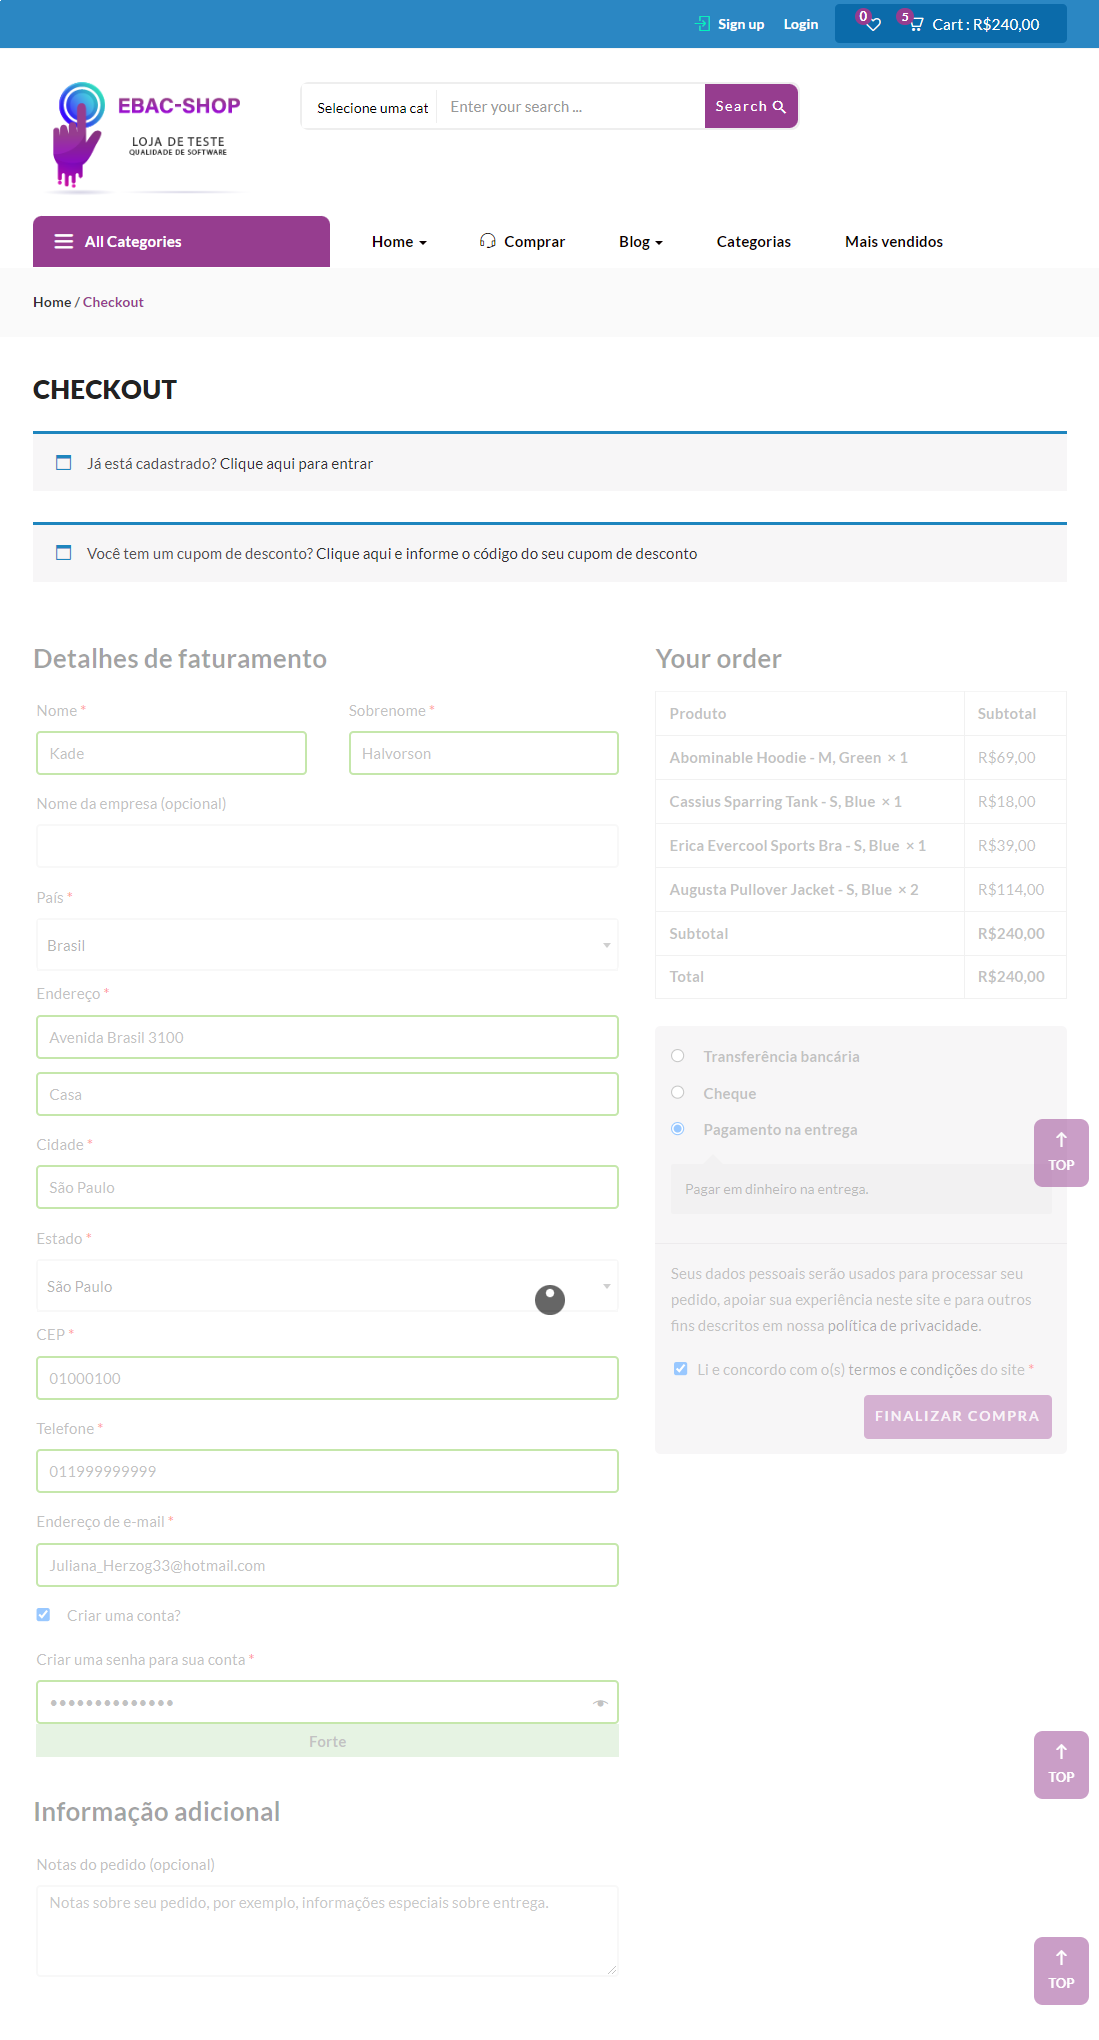 Sign up Login 0 5 Cart : R$240,00
EBAC-SHOP
LOJA DE TESTE
QUALIDADE DE SOFTWARE
Selecione uma cat Enter your search ... Search
All Categories Home Comprar Blog Categorias Mais vendidos
Home / Checkout
CHECKOUT
Já está cadastrado? Clique aqui para entrar
Você tem um cupom de desconto? Clique aqui e informe o código do seu cupom de desconto
Detalhes de faturamento
Nome * Sobrenome *
Kade Halvorson
Nome da empresa (opcional)
País *
Brasil
Endereço *
Avenida Brasil 3100
Casa
Cidade *
São Paulo
Estado *
São Paulo
CEP *
01000100
Telefone *
011999999999
Endereço de e-mail *
Juliana_Herzog33@hotmail.com
Criar uma conta?
Criar uma senha para sua conta *
••••••••••••••
Forte
Informação adicional
Notas do pedido (opcional)
Notas sobre seu pedido, por exemplo, informações especiais sobre entrega.
Your order
Produto Subtotal
Abominable Hoodie - M, Green × 1 R$69,00
Cassius Sparring Tank - S, Blue × 1 R$18,00
Erica Evercool Sports Bra - S, Blue × 1 R$39,00
Augusta Pullover Jacket - S, Blue × 2 R$114,00
Subtotal R$240,00
Total R$240,00
Transferência bancária
Cheque
Pagamento na entrega
Pagar em dinheiro na entrega.
Seus dados pessoais serão usados para processar seu
pedido, apoiar sua experiência neste site e para outros
fins descritos em nossa política de privacidade.
Li e concordo com o(s) termos e condições do site *
FINALIZAR COMPRA
TOP
TOP
TOP